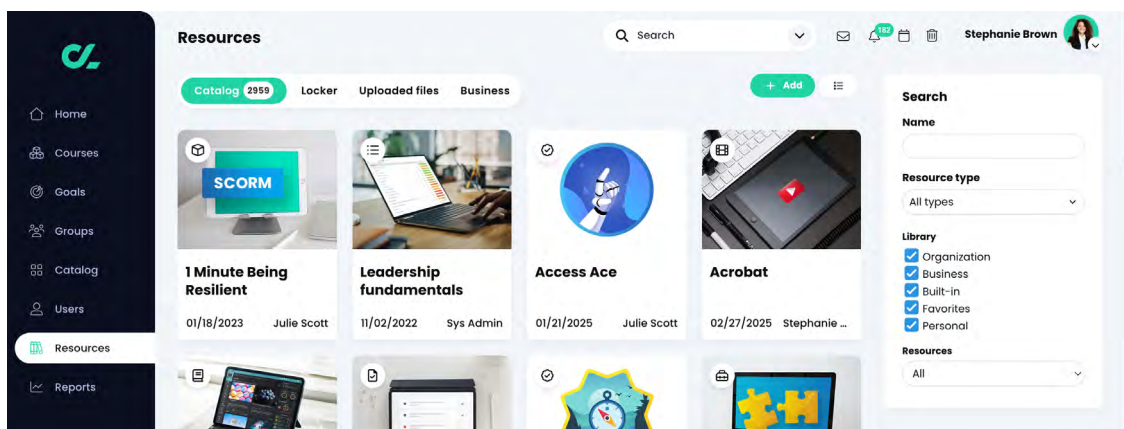 Resources
Search
182
Stephanie Brown
Home
Courses
Goals
Groups
Catalog
Users
Resources
Reports
Catalog 2959
Locker
Uploaded files
Business
+ Add
SCORM
1 Minute Being
Resilient
01/18/2023 Julie Scott
Leadership
fundamentals
11/02/2022 Sys Admin
Access Ace
01/21/2025 Julie Scott
Acrobat
02/27/2025 Stephanie ...
Search
Name
Resource type
All types
Library
Organization
Business
Built-in
Favorites
Personal
Resources
All